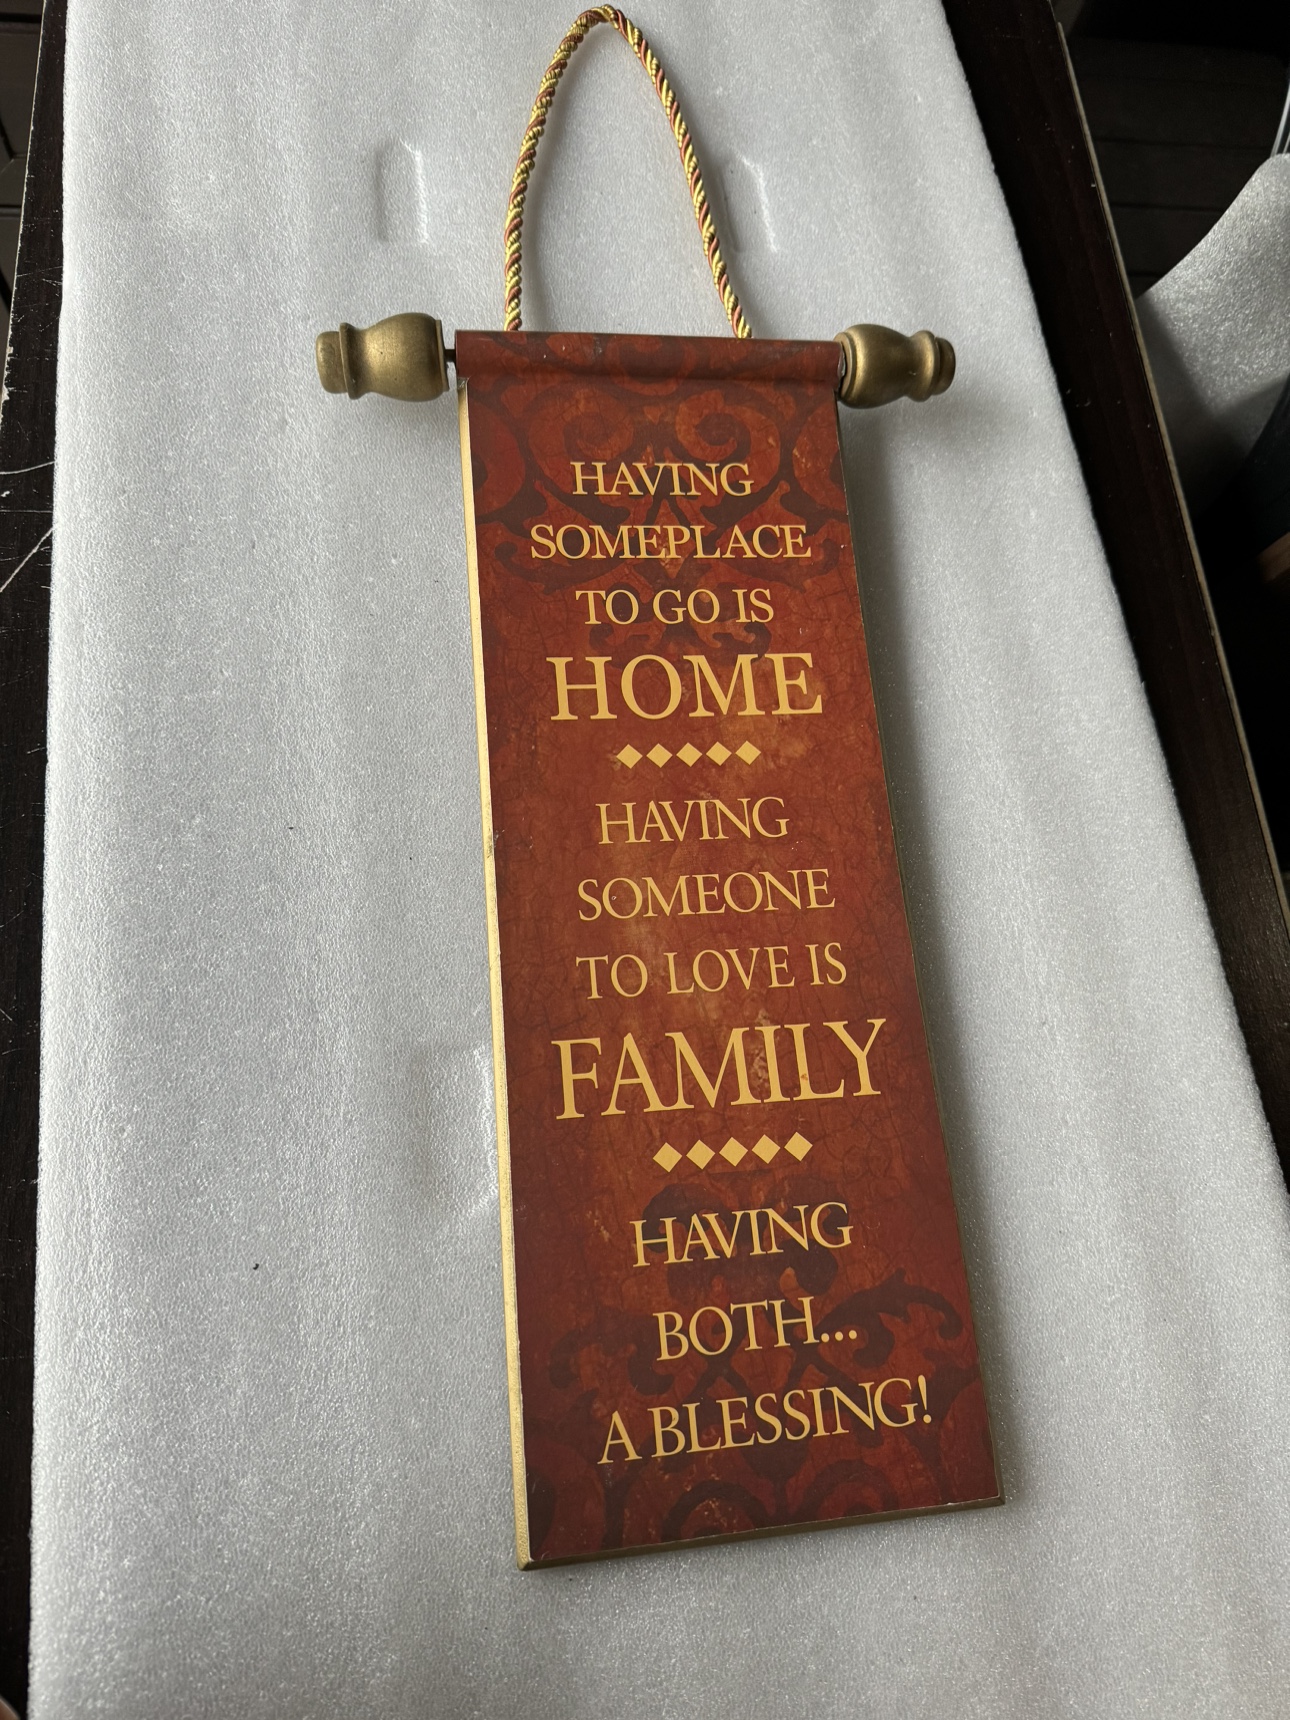 HAVING
SOMEPLACE
TO GO IS
HOME
HAVING
SOMEONE
TO LOVE IS
FAMILY
HAVING
BOTH...
A BLESSING!